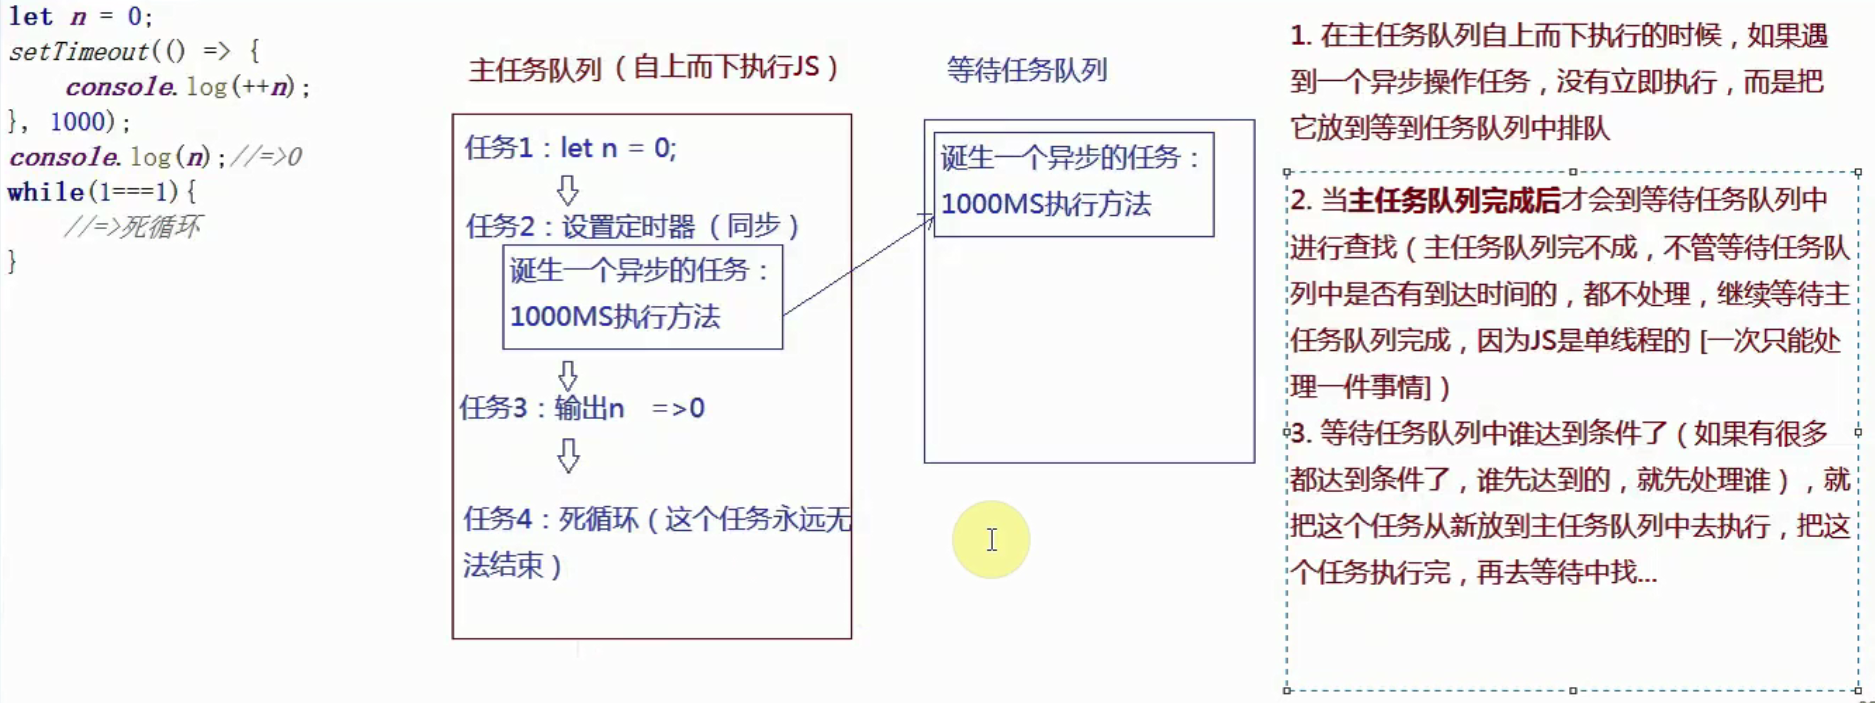 let n = 0;
setTimeout(() => {
console.log(++n);
}, 1000);
console.log(n);//=>0
while(1===1){
//=>死循环
}
主任务队列（自上而下执行JS）
任务1：let n = 0;
任务2：设置定时器（同步）
诞生一个异步的任务：
1000MS执行方法
任务3：输出n =>0
任务4：死循环（这个任务永远无
法结束）
等待任务队列
诞生一个异步的任务：
1000MS执行方法
1. 在主任务队列自上而下执行的时候，如果遇
到一个异步操作任务，没有立即执行，而是把
它放到等到任务队列中排队
2. 当主任务队列完成后才会到等待任务队列中
进行查找（主任务队列完不成，不管等待任务队
列中是否有到达时间的，都不处理，继续等待主
任务队列完成，因为JS是单线程的 [一次只能处
理一件事情]）
3. 等待任务队列中谁达到条件了（如果有很多
都达到条件了，谁先达到的，就先处理谁），就
把这个任务从新放到主任务队列中去执行，把这
个任务执行完，再去等待中找...